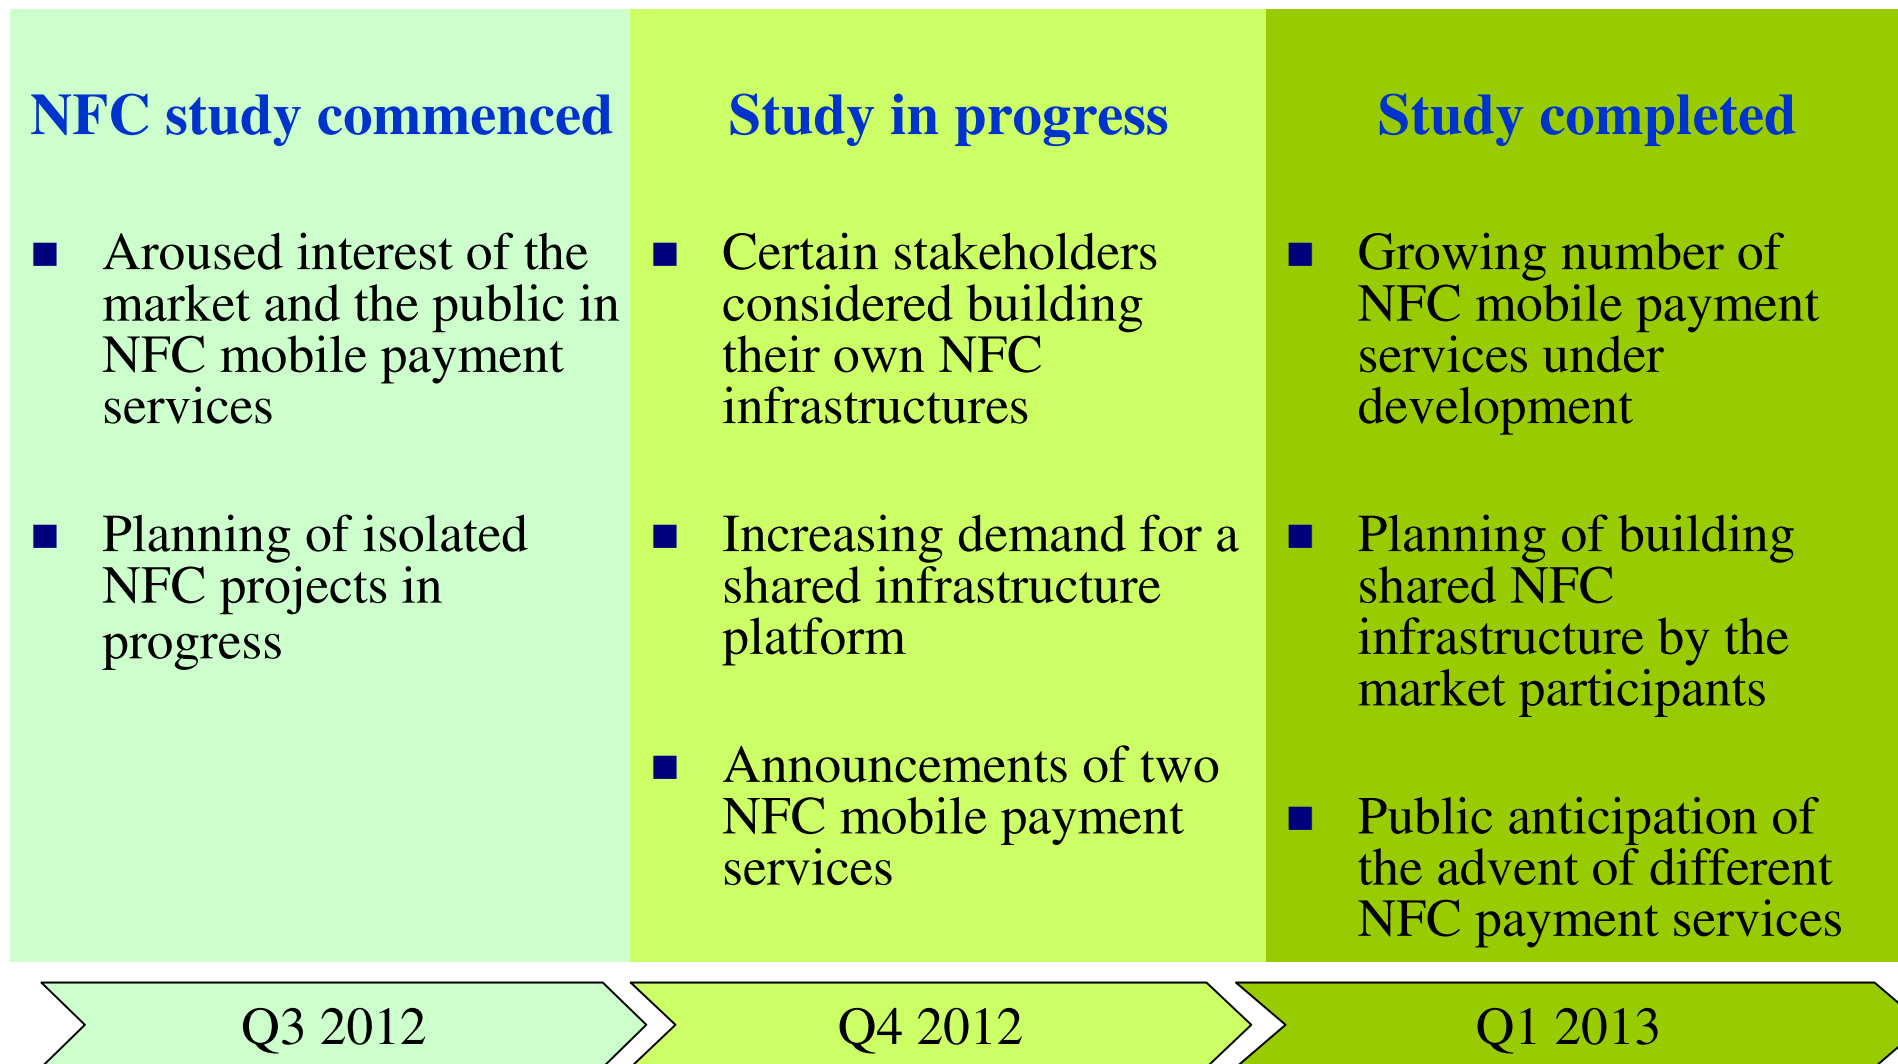 NFC study commenced
Aroused interest of the
market and the public in
NFC mobile payment
services
Planning of isolated
NFC projects in
progress
Study in progress
Certain stakeholders
considered building
their own NFC
infrastructures
Increasing demand for a
shared infrastructure
platform
Announcements of two
NFC mobile payment
services
Study completed
Growing number of
NFC mobile payment
services under
development
Planning of building
shared NFC
infrastructure by the
market participants
Public anticipation of
the advent of different
NFC payment services
Q3 2012
Q4 2012
Q1 2013